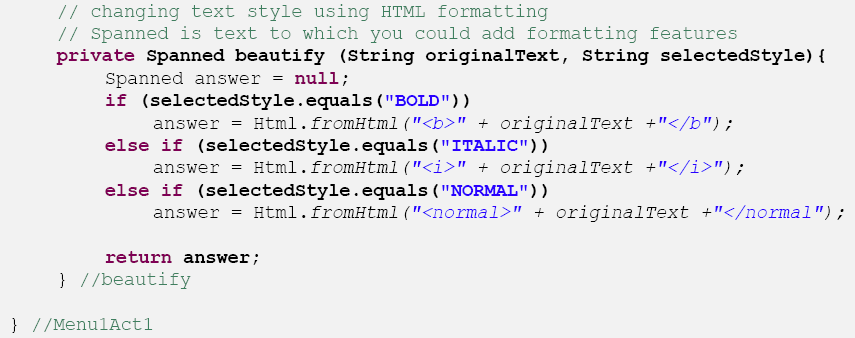 // changing text style using HTML formatting
// Spanned is text to which you could add formatting features
private Spanned beautify (String originalText, String selectedStyle){
Spanned answer = null;
if (selectedStyle.equals("BOLD"))
answer = Html.fromHtml("<b>" + originalText +"</b");
else if (selectedStyle.equals("ITALIC"))
answer = Html.fromHtml("<i>" + originalText +"</i>");
else if (selectedStyle.equals("NORMAL"))
answer = Html.fromHtml("<normal>" + originalText +"</normal");
return answer;
} //beautify
} //Menu1Act1